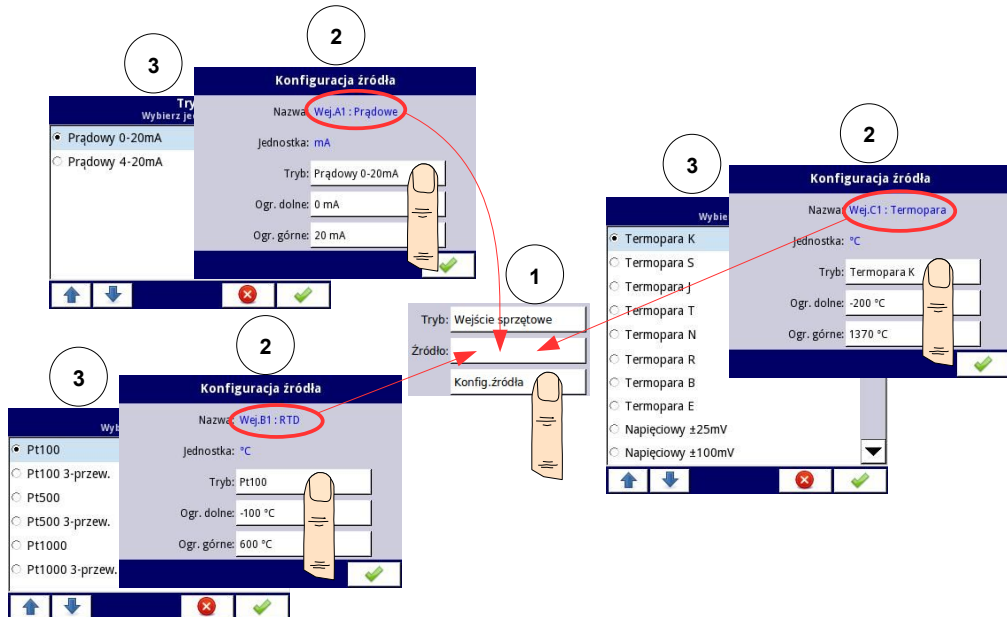 2
3
Konfiguracja źródła
Try
Wybierz je
Nazwa: Wej.A1 : Prądowe
Prądowy 0-20mA
Prądowy 4-20mA
Jednostka: mA
Tryb: Prądowy 0-20mA
Ogr. dolne: 0 mA
Ogr. górne: 20 mA
2
3
Konfiguracja źródła
Wybie
Nazwa: Wej.C1 : Termopara
Termopara K
Termopara S
Termopara J
Termopara T
Termopara N
Termopara R
Termopara B
Termopara E
Napięciowy ±25mV
Napięciowy ±100mV
Jednostka: °C
Tryb: Termopara K
Ogr. dolne: -200 °C
Ogr. górne: 1370 °C
1
Tryb: Wejście sprzętowe
Źródło:
Konfig.źródła
2
3
Konfiguracja źródła
Wyb
Nazwa: Wej.B1 : RTD
Pt100
Pt100 3-przew.
Pt500
Pt500 3-przew.
Pt1000
Pt1000 3-przew.
Jednostka: °C
Tryb: Pt100
Ogr. dolne: -100 °C
Ogr. górne: 600 °C